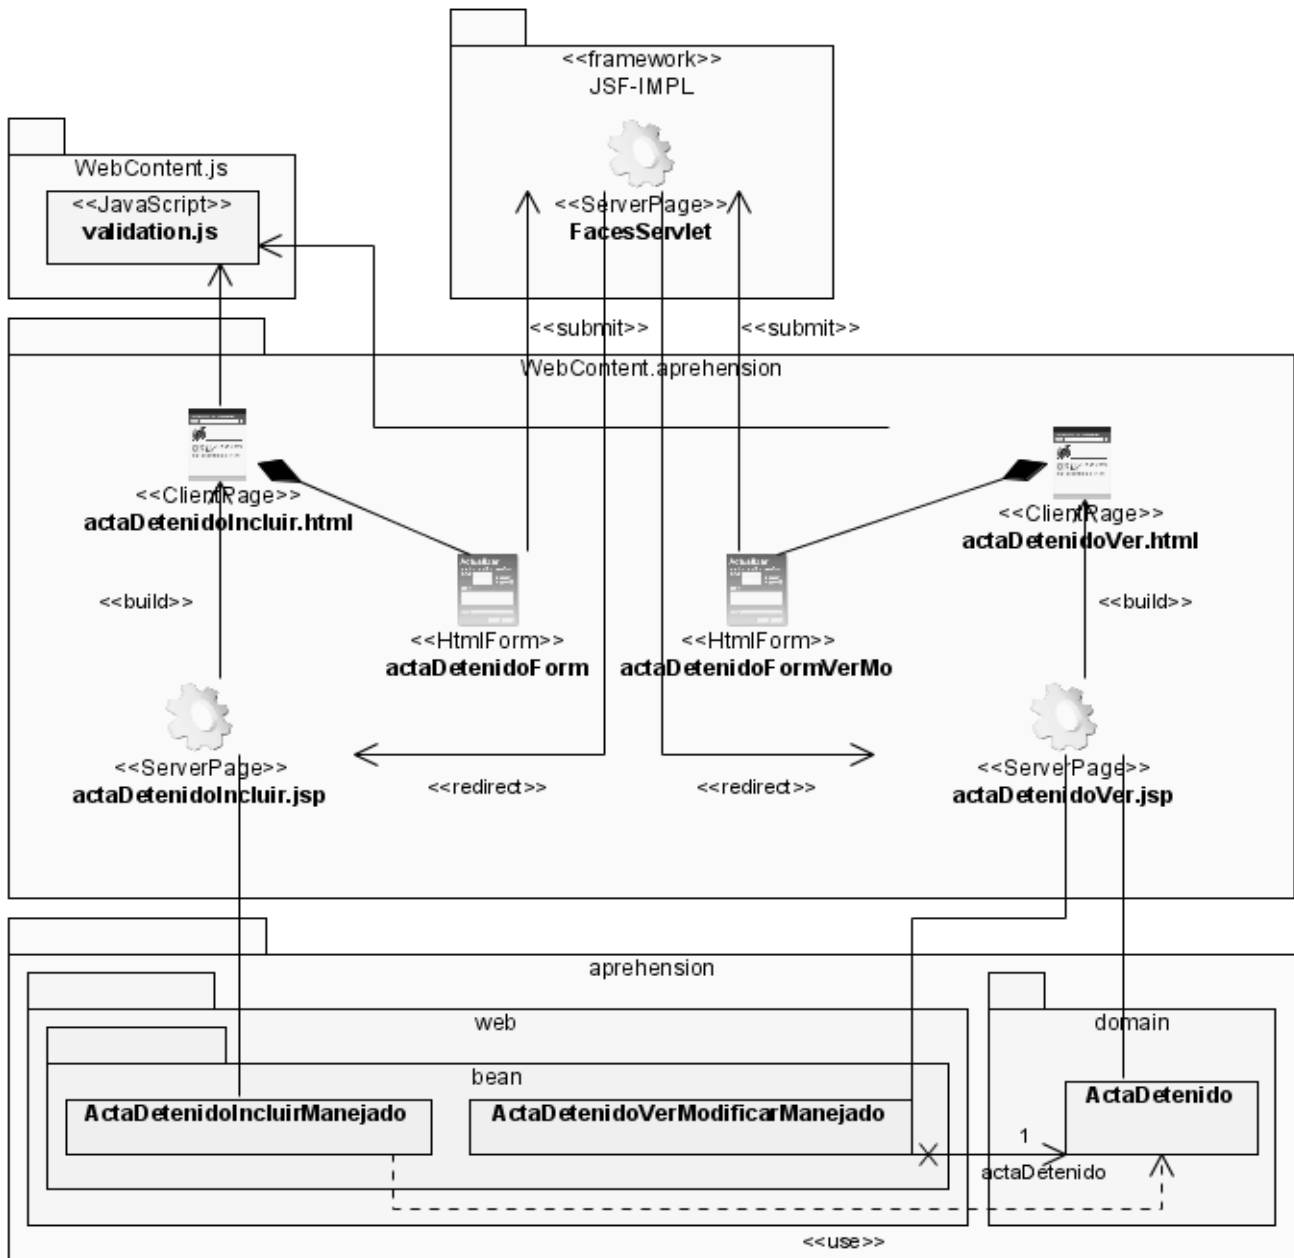 <<framework>>
JSF-IMPL
WebContent.js
<<JavaScript>>
validation.js
<<ServerPage>>
FacesServlet
<<submit>>
<<submit>>
WebContent.aprehension
<<ClientPage>>
actaDetenidoIncluir.html
<<ClientPage>>
actaDetenidoVer.html
Actualizar
<<build>>
<<build>>
<<HtmlForm>>
actaDetenidoForm
<<HtmlForm>>
actaDetenidoFormVerMo
<<ServerPage>>
actaDetenidoIncluir.jsp
<<redirect>>
<<redirect>>
<<ServerPage>>
actaDetenidoVer.jsp
aprehension
web
domain
bean
ActaDetenidoIncluirManejado
ActaDetenidoVerModificarManejado
ActaDetenido
1
actaDetenido
<<use>>